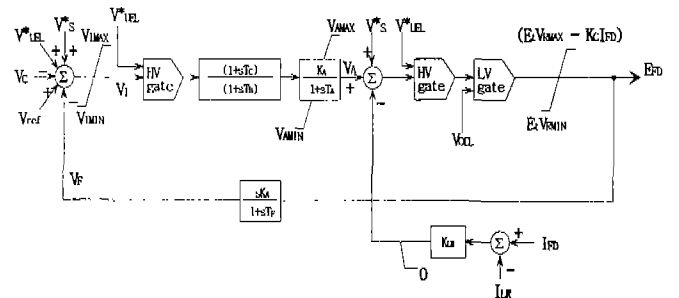 V*S
V*UEL
VIMAX
V*UEL
VC
Σ
VI
HV
gate
(1+sTC)
(1+sTB)
VAMAX
KA
1+sTA
VA
V*S
V*UEL
Σ
HV
gate
LV
gate
(EtVRMAX - KCIFD)
EFD
Vref
VIMIN
VAMIN
VOEL
EtVRMIN
VF
sKA
1+sTF
KLR
Σ
IFD
0
ILR
+
+
+
+
+
+
+
-
-
-